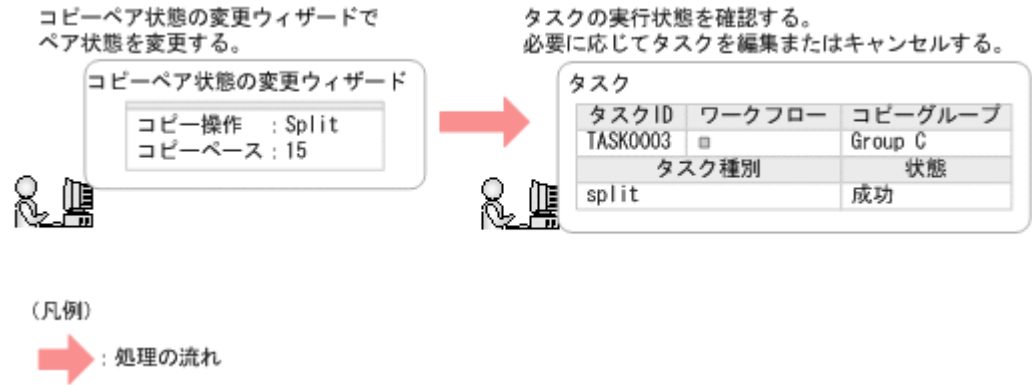 コピーペア状態の変更ウィザードで
ペア状態を変更する。
コピーペア状態の変更ウィザード
コピー操作　：Split
コピーペース：15
タスクの実行状態を確認する。
必要に応じてタスクを編集またはキャンセルする。
タスク
タスクID ワークフロー コピーグループ
TASK0003 Group C
タスク種別 状態
split 成功
（凡例）
：処理の流れ